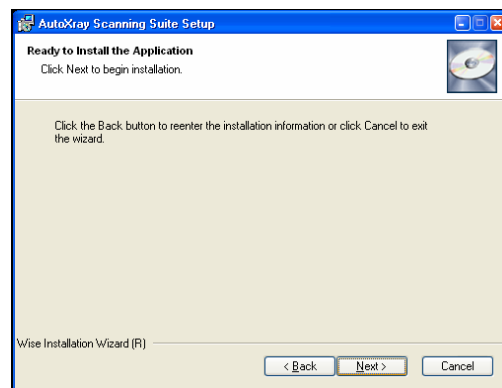 AutoXray Scanning Suite Setup
Ready to Install the Application
Click Next to begin installation.
Click the Back button to reenter the installation information or click Cancel to exit
the wizard.
Wise Installation Wizard (R)
< Back Next > Cancel